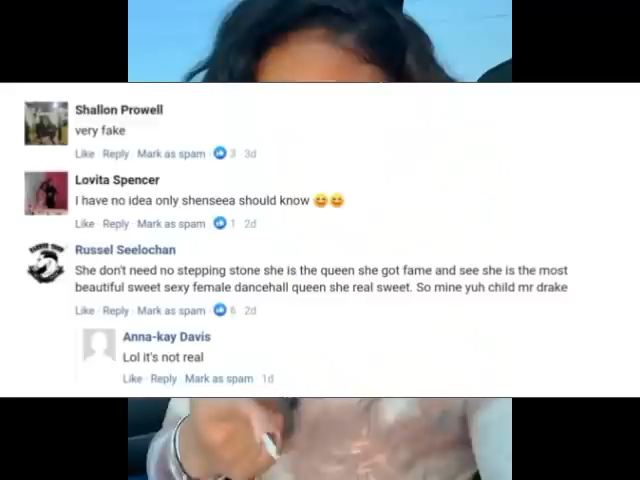 Shallon Prowell
very fake
Like · Reply · Mark as spam · 3 · 3d
Lovita Spencer
I have no idea only shenseea should know 😆😆
Like · Reply · Mark as spam · 1 · 2d
Russel Seelochan
She don't need no stepping stone she is the queen she got fame and see she is the most
beautiful sweet sexy female dancehall queen she real sweet. So mine yuh child mr drake
Like · Reply · Mark as spam · 6 · 2d
Anna-kay Davis
Lol it's not real
Like · Reply · Mark as spam · 1d